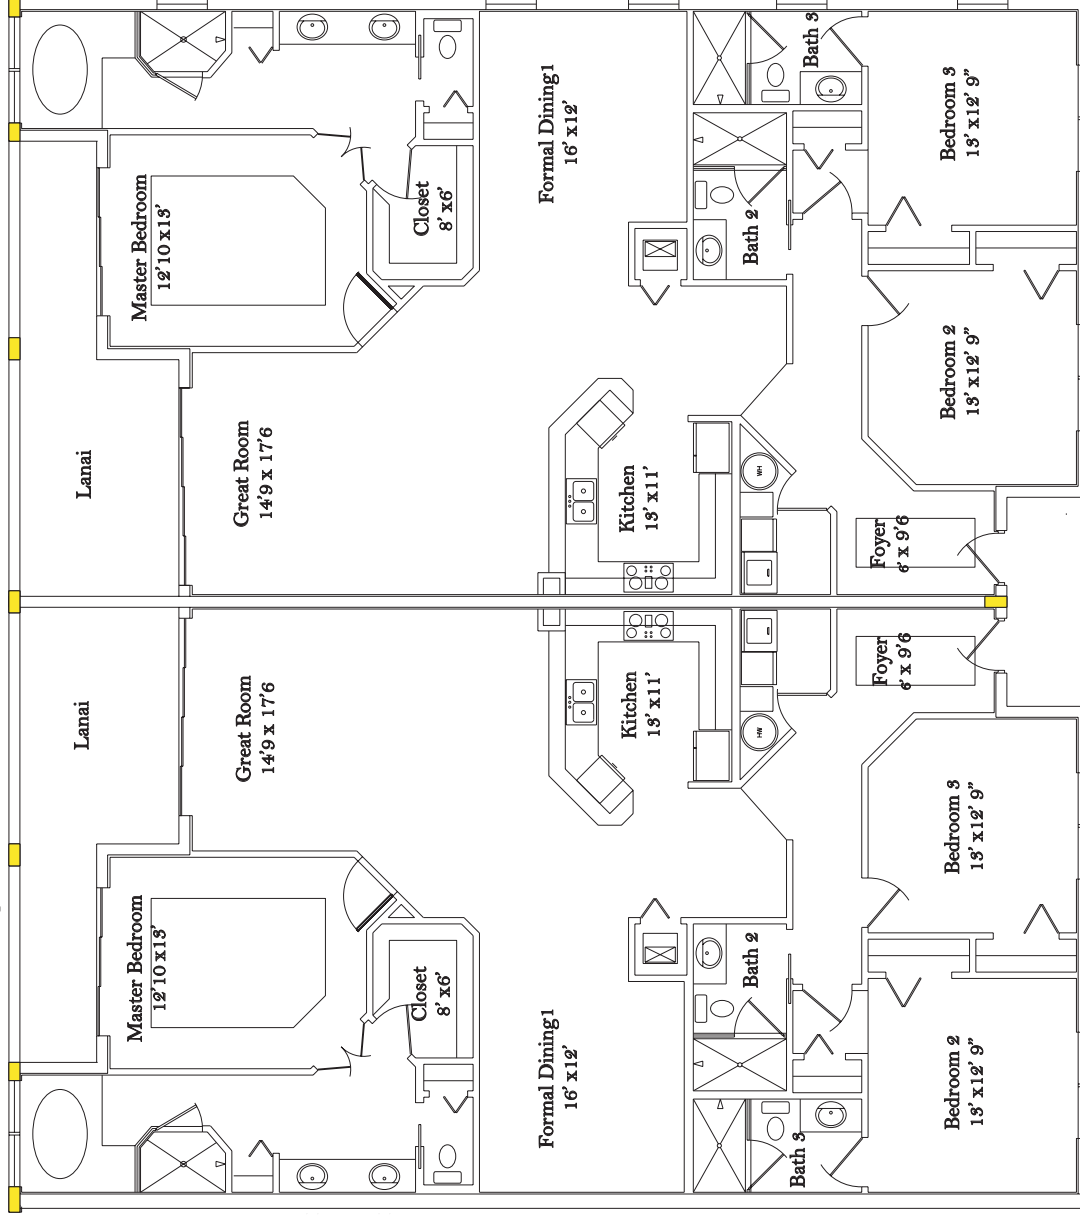 Bath 3
Bedroom 3
13' x12' 9"
Formal Dining1
16' x12'
Closet
8' x6'
Master Bedroom
12'10 x13'
Bath 2
Bedroom 2
13' x12' 9"
Lanai
Great Room
14'9 x 17'6
Kitchen
13' x11'
WH
Foyer
6' x 9'6
Foyer
6' x 9'6
Lanai
Great Room
14'9 x 17'6
Kitchen
13' x11'
HW
Bedroom 3
13' x12' 9"
Master Bedroom
12'10 x13'
Closet
8' x6'
Bath 2
Formal Dining1
16' x12'
Bedroom 2
13' x12' 9"
Bath 3